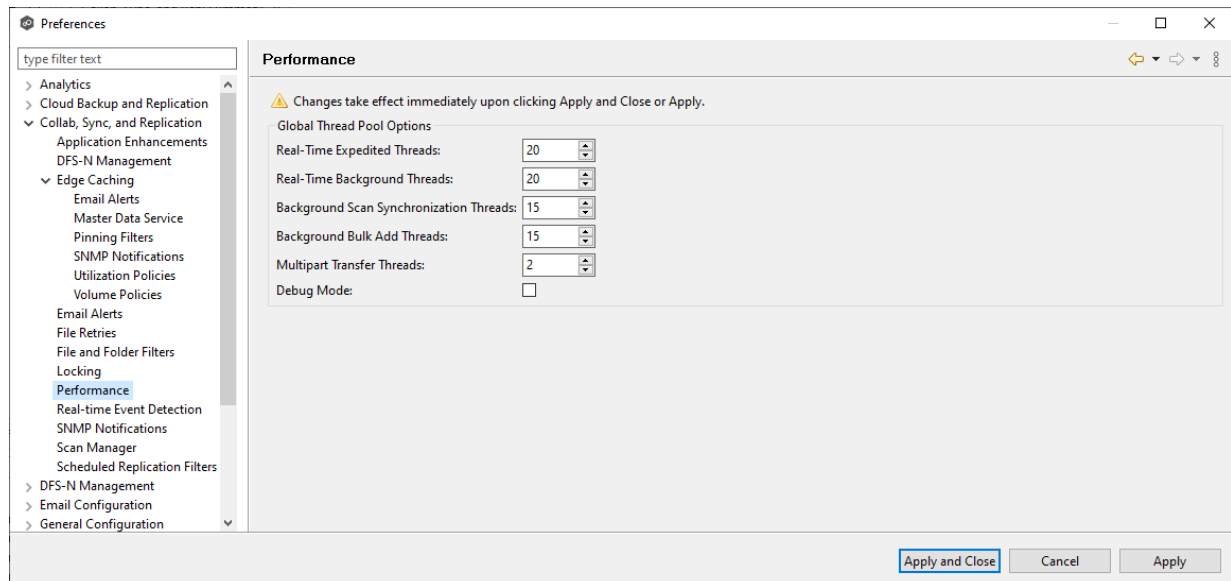 Preferences
type filter text
Analytics
Cloud Backup and Replication
Collab, Sync, and Replication
Application Enhancements
DFS-N Management
Edge Caching
Email Alerts
Master Data Service
Pinning Filters
SNMP Notifications
Utilization Policies
Volume Policies
Email Alerts
File Retries
File and Folder Filters
Locking
Performance
Real-time Event Detection
SNMP Notifications
Scan Manager
Scheduled Replication Filters
DFS-N Management
Email Configuration
General Configuration
Performance
Changes take effect immediately upon clicking Apply and Close or Apply.
Global Thread Pool Options
Real-Time Expedited Threads: 20
Real-Time Background Threads: 20
Background Scan Synchronization Threads: 15
Background Bulk Add Threads: 15
Multipart Transfer Threads: 2
Debug Mode:
Apply and Close Cancel Apply